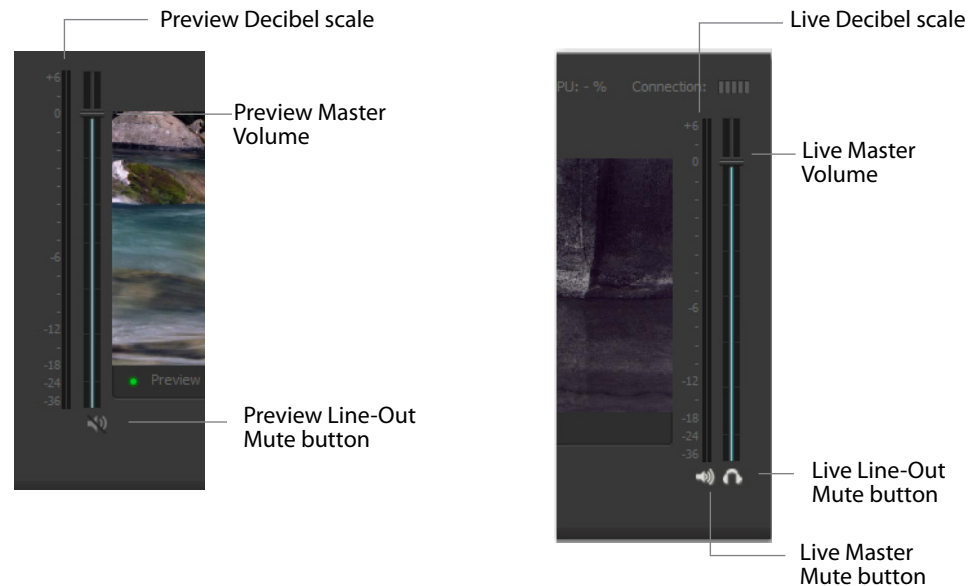 Preview Decibel scale
+6
0
-6
-12
-18
-24
-36
Preview Master
Volume
Preview
Preview Line-Out
Mute button
Live Decibel scale
PU: - % Connection:
+6
0
-6
-12
-18
-24
-36
Live Master
Volume
Live Line-Out
Mute button
Live Master
Mute button